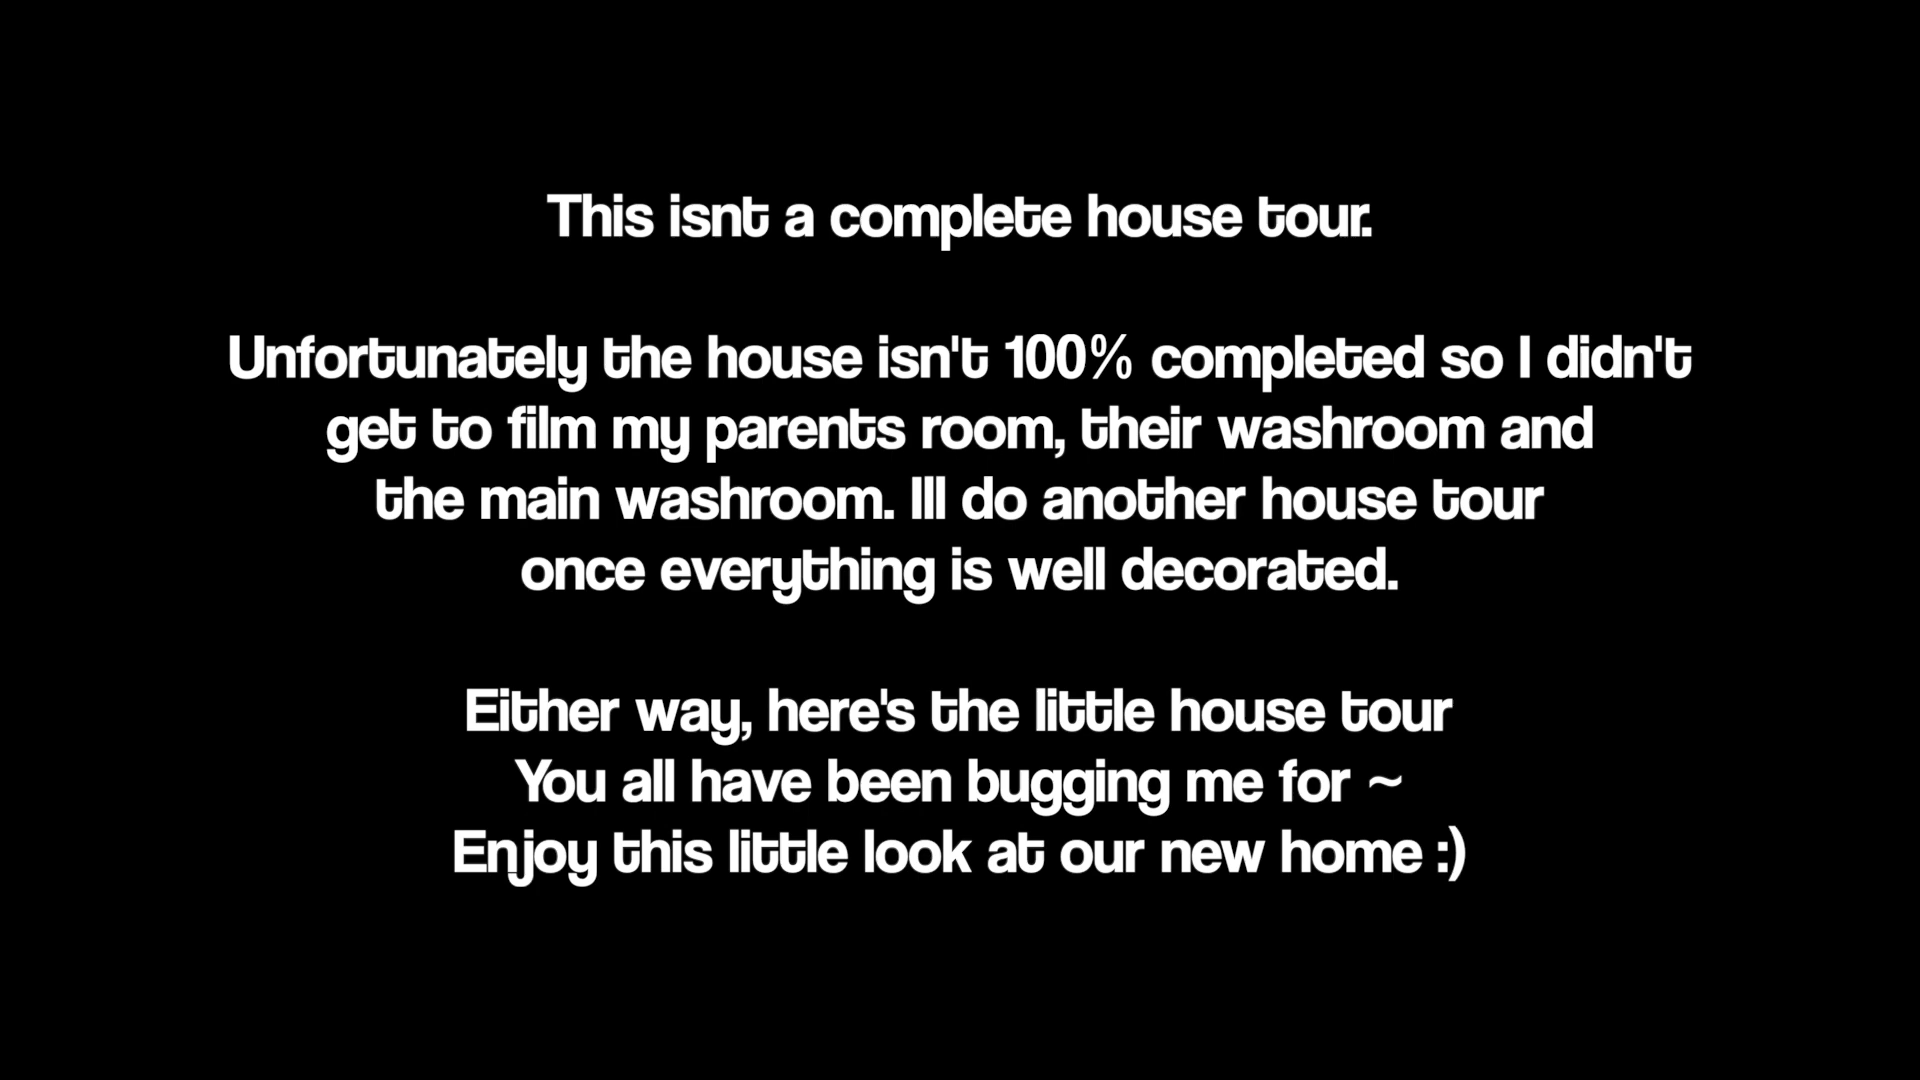 This isnt a complete house tour.
Unfortunately the house isn't 100% completed so I didn't
get to film my parents room, their washroom and
the main washroom. Ill do another house tour
once everything is well decorated.
Either way, here's the little house tour
You all have been bugging me for ~
Enjoy this little look at our new home :)